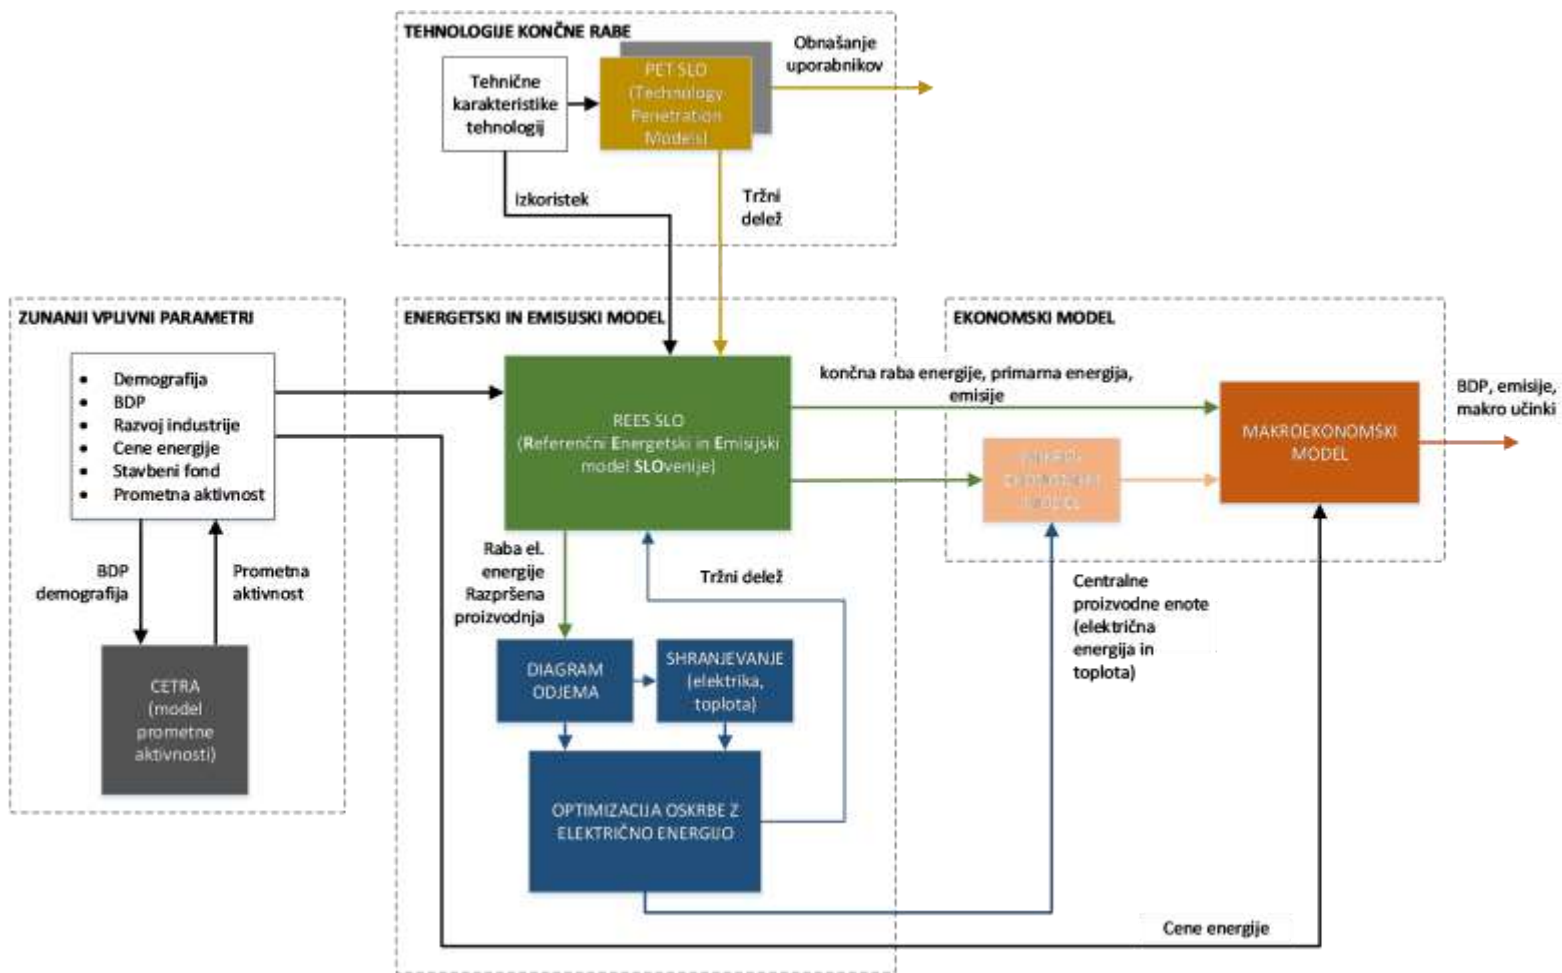 TEHNOLOGIJE KONČNE RABE
Tehnične
karakteristike
tehnologij
PET SLO
(Technology
Penetration
Models)
Obnašanje
uporabnikov
Izkoristek
Tržni
delež
ZUNANJI VPLIVNI PARAMETRI
• Demografija
• BDP
• Razvoj industrije
• Cene energije
• Stavbeni fond
• Prometna aktivnost
BDP
demografija
Prometna
aktivnost
CETRA
(model
prometne
aktivnosti)
ENERGETSKI IN EMISIJSKI MODEL
REES SLO
(Referenčni Energetski in Emisijski
model SLOvenije)
Raba el.
energije
Razpršena
proizvodnja
Tržni delež
DIAGRAM
ODJEMA
SHRANJEVANJE
(elektrika,
toplota)
OPTIMIZACIJA OSKRBE Z
ELEKTRIČNO ENERGIJO
EKONOMSKI MODEL
končna raba energije, primarna energija,
emisije
MAKROEKONOMSKI
MODEL
BDP, emisije,
makro učinki
Centralne
proizvodne enote
(električna
energija in
toplota)
Cene energije